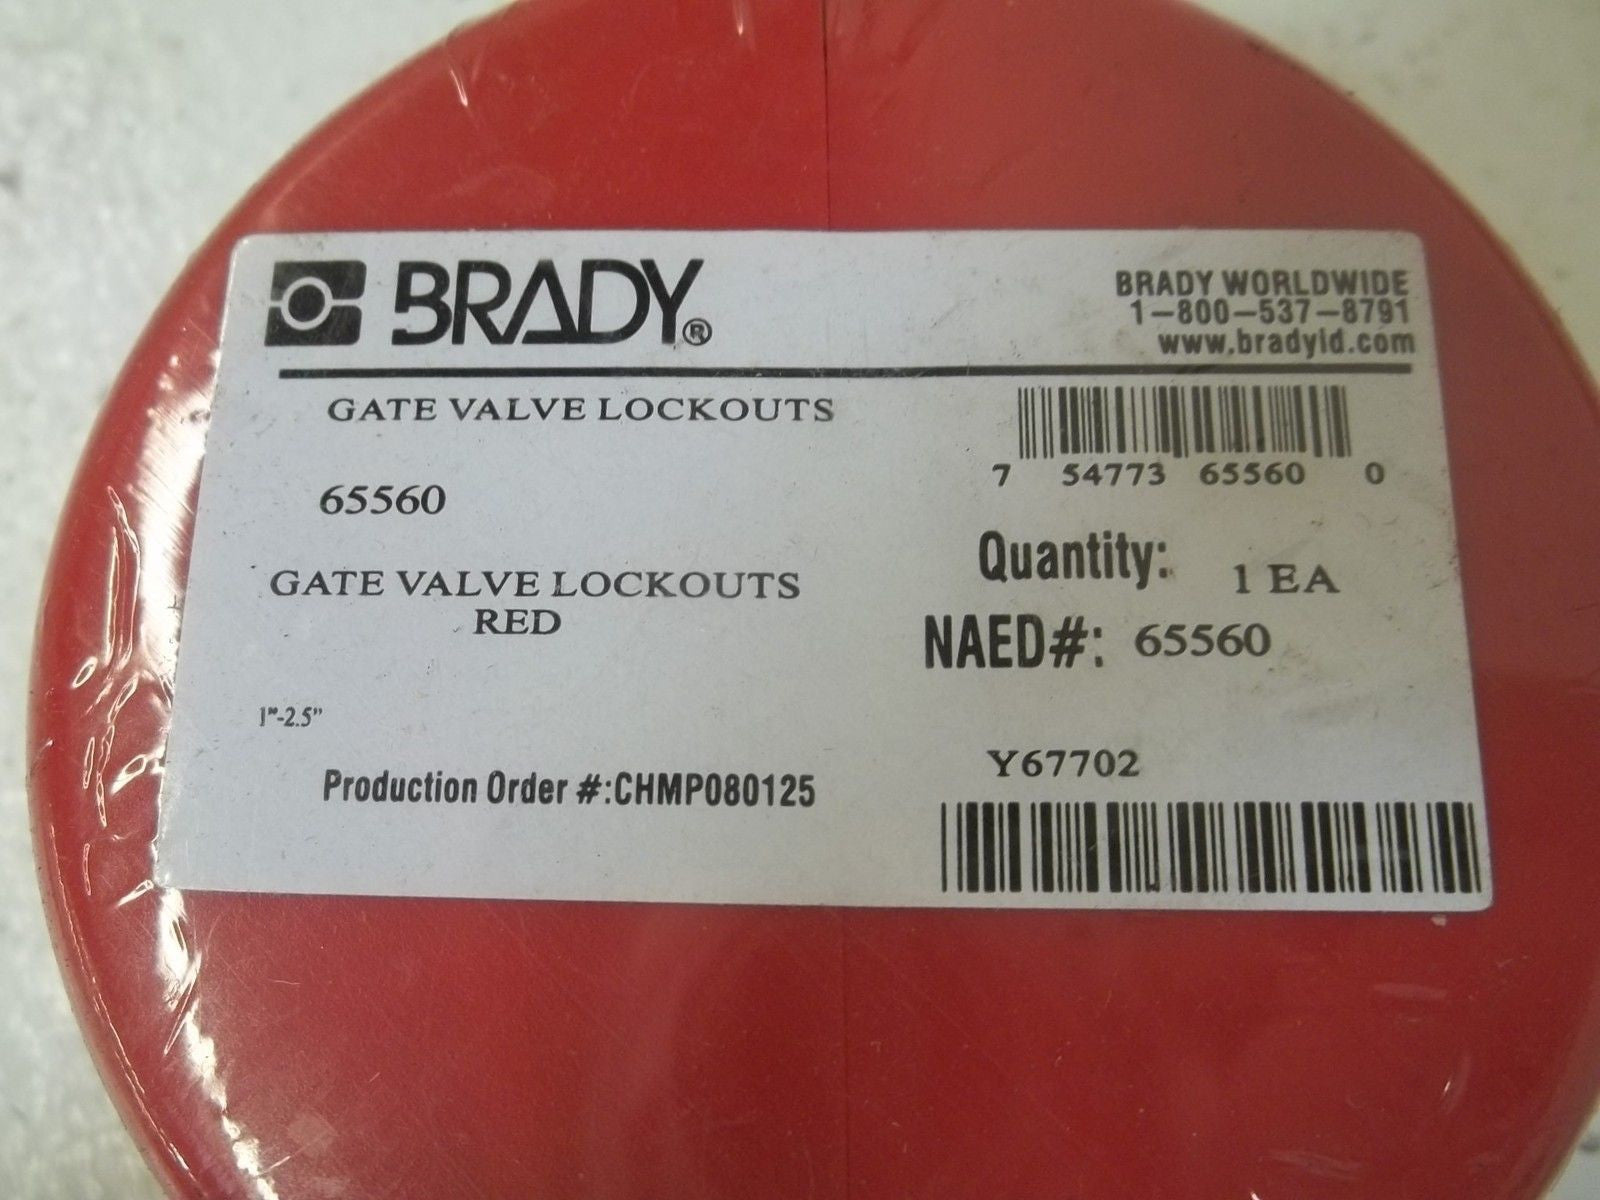 BRADY®
BRADY WORLDWIDE
1-800-537-8791
www.bradyid.com
GATE VALVE LOCKOUTS
7 54773 65560 0
65560
Quantity: 1 EA
GATE VALVE LOCKOUTS
RED
NAED#: 65560
1"-2.5"
Y67702
Production Order #:CHMP080125